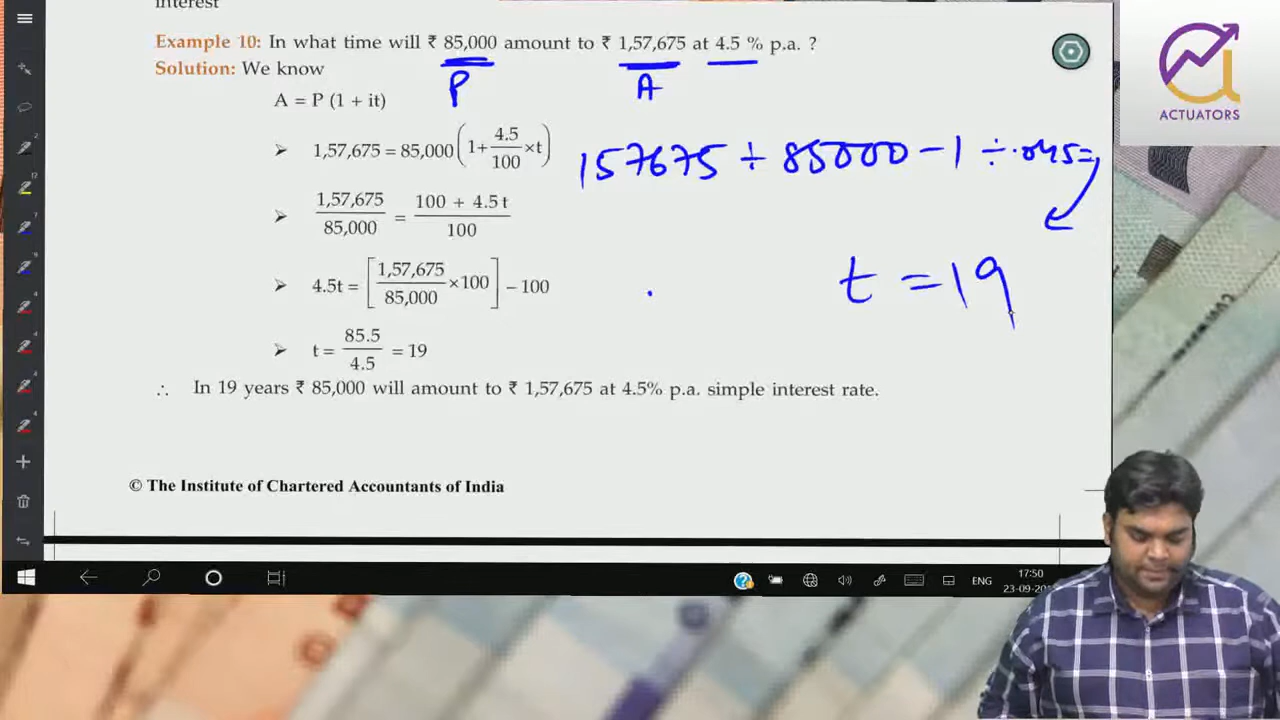 interest
Example 10: In what time will ₹ 85,000 amount to ₹ 1,57,675 at 4.5 % p.a. ?
Solution: We know
P
A
A = P (1 + it)
➢ 1,57,675 = 85,000(1+4.5/100×t)
157675 ÷ 85000 - 1 ÷ .045=
➢ 1,57,675/85,000 = 100 + 4.5t/100
➢ 4.5t = [1,57,675/85,000×100] – 100
t = 19
➢ t = 85.5/4.5 = 19
∴ In 19 years ₹ 85,000 will amount to ₹ 1,57,675 at 4.5% p.a. simple interest rate.
© The Institute of Chartered Accountants of India
ENG
17:50
23-09-20
ACTUATORS